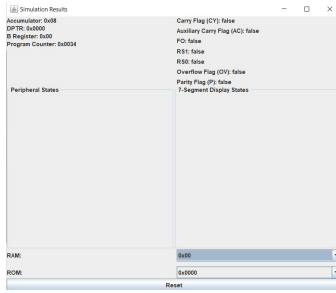 Simulation Results
Accumulator: 0x08
DPTR: 0x0000
B Register: 0x00
Program Counter: 0x0034
Carry Flag (CY): false
Auxiliary Carry Flag (AC): false
FO: false
RS1: false
RS0: false
Overflow Flag (OV): false
Parity Flag (P): false
Peripheral States
7-Segment Display States
RAM:
0x00
ROM:
0x0000
Reset